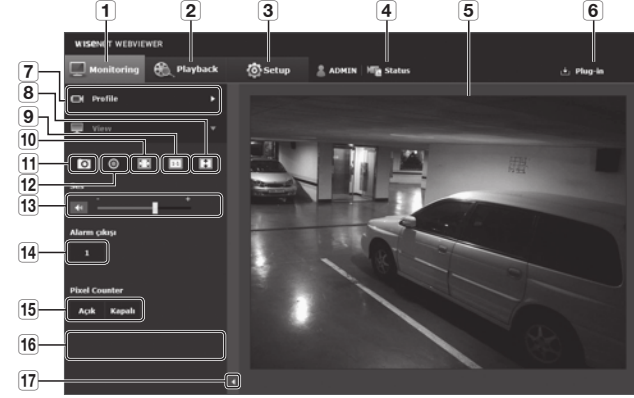 1 2 3 4 5 6
WISENET WEBVIEWER
Monitoring Playback Setup ADMIN Status Plug-in
7 Profile
8
9 View
10
11
12
Ses
13 - +
Alarm çıkışı
14 1
Pixel Counter
15 Açık Kapalı
16
17